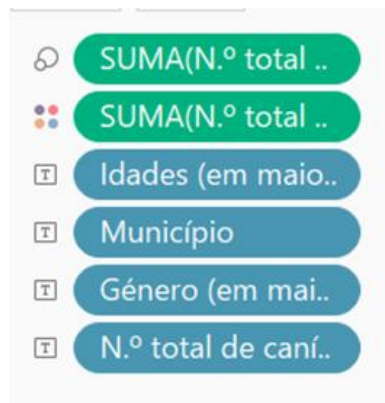 SUMA(N.º total ..
SUMA(N.º total ..
T Idades (em maio..
T Município
T Género (em mai..
T N.º total de caní..